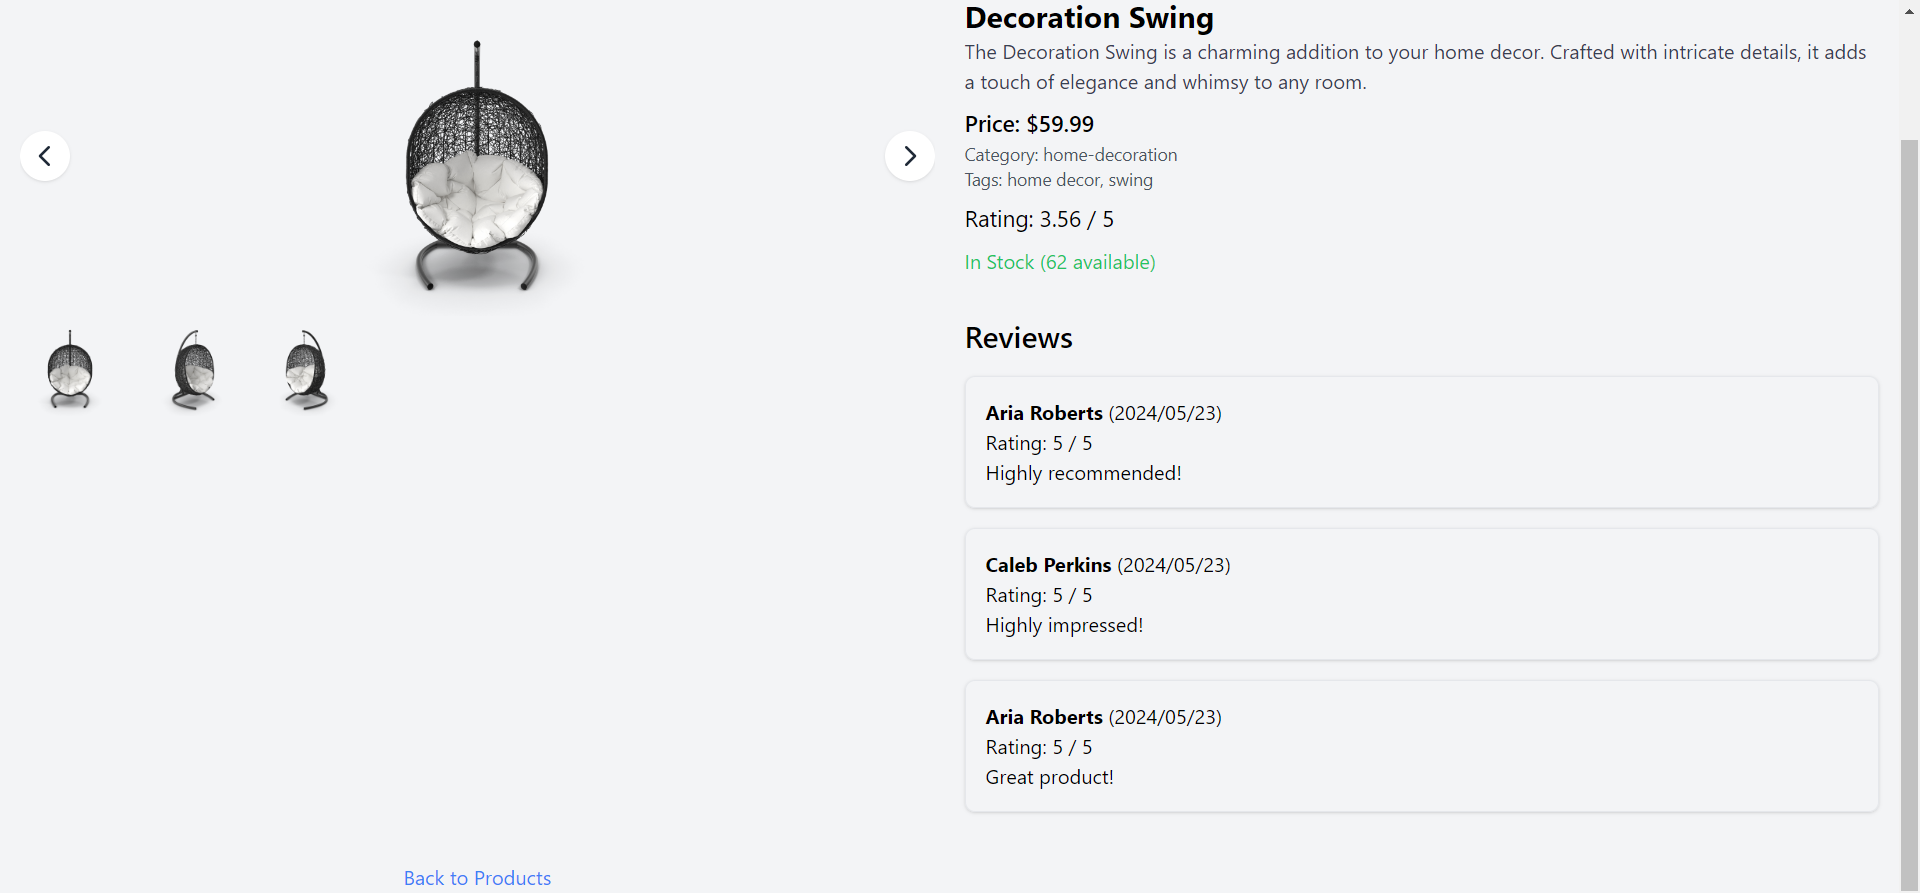 Decoration Swing
The Decoration Swing is a charming addition to your home decor. Crafted with intricate details, it adds
a touch of elegance and whimsy to any room.
Price: $59.99
Category: home-decoration
Tags: home decor, swing
Rating: 3.56 / 5
In Stock (62 available)
Reviews
Aria Roberts (2024/05/23)
Rating: 5 / 5
Highly recommended!
Caleb Perkins (2024/05/23)
Rating: 5 / 5
Highly impressed!
Aria Roberts (2024/05/23)
Rating: 5 / 5
Great product!
Back to Products